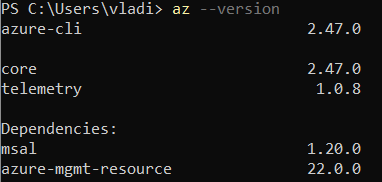 PS C:\Users\vladi> az --version
azure-cli 2.47.0
core 2.47.0
telemetry 1.0.8
Dependencies:
msal 1.20.0
azure-mgmt-resource 22.0.0